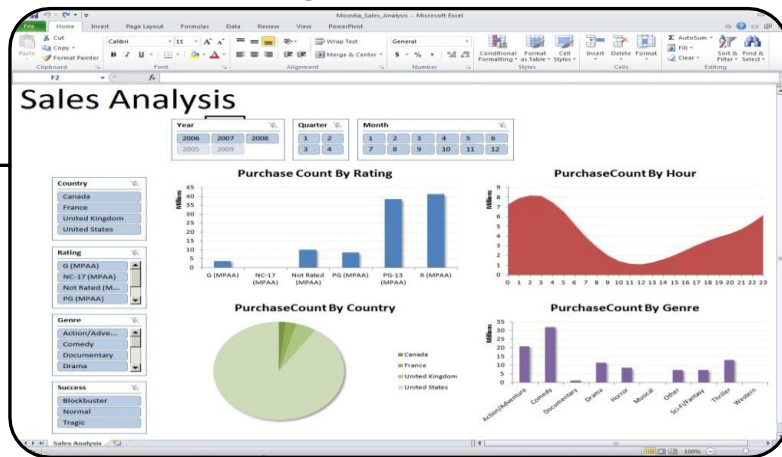 Moovlia_Sales_Analysis - Microsoft Excel
File Home Insert Page Layout Formulas Data Review View PowerPivot
Paste
Cut
Copy
Format Painter
Clipboard
Calibri 11
B I U
Font
Wrap Text
Merge & Center
Alignment
General
$ % ,
Number
Conditional Formatting
Format as Table
Cell Styles
Styles
Insert Delete Format
Cells
Σ AutoSum
Fill
Clear
Sort & Filter
Find & Select
Editing
F2 fx
Sales Analysis
Year
2006 2007 2008
2005 2009
Quarter
1 2
3 4
Month
1 2 3 4 5 6
7 8 9 10 11 12
Country
Canada
France
United Kingdom
United States
Rating
G (MPAA)
NC-17 (MPAA)
Not Rated (M...
PG (MPAA)
Genre
Action/Adve...
Comedy
Documentary
Drama
Success
Blockbuster
Normal
Tragic
Purchase Count By Rating
Millions
45
40
35
30
25
20
15
10
5
0
G (MPAA) NC-17 (MPAA) Not Rated (MPAA) PG (MPAA) PG-13 (MPAA) R (MPAA)
PurchaseCount By Hour
Millions
9
8
7
6
5
4
3
2
1
0
0 1 2 3 4 5 6 7 8 9 10 11 12 13 14 15 16 17 18 19 20 21 22 23
PurchaseCount By Country
Canada
France
United Kingdom
United States
PurchaseCount By Genre
Millions
35
30
25
20
15
10
5
0
Action/Adventure Comedy Documentary Drama Horror Musical Other Sci-Fi/Fantasy Thriller Western
Sales Analysis
100%